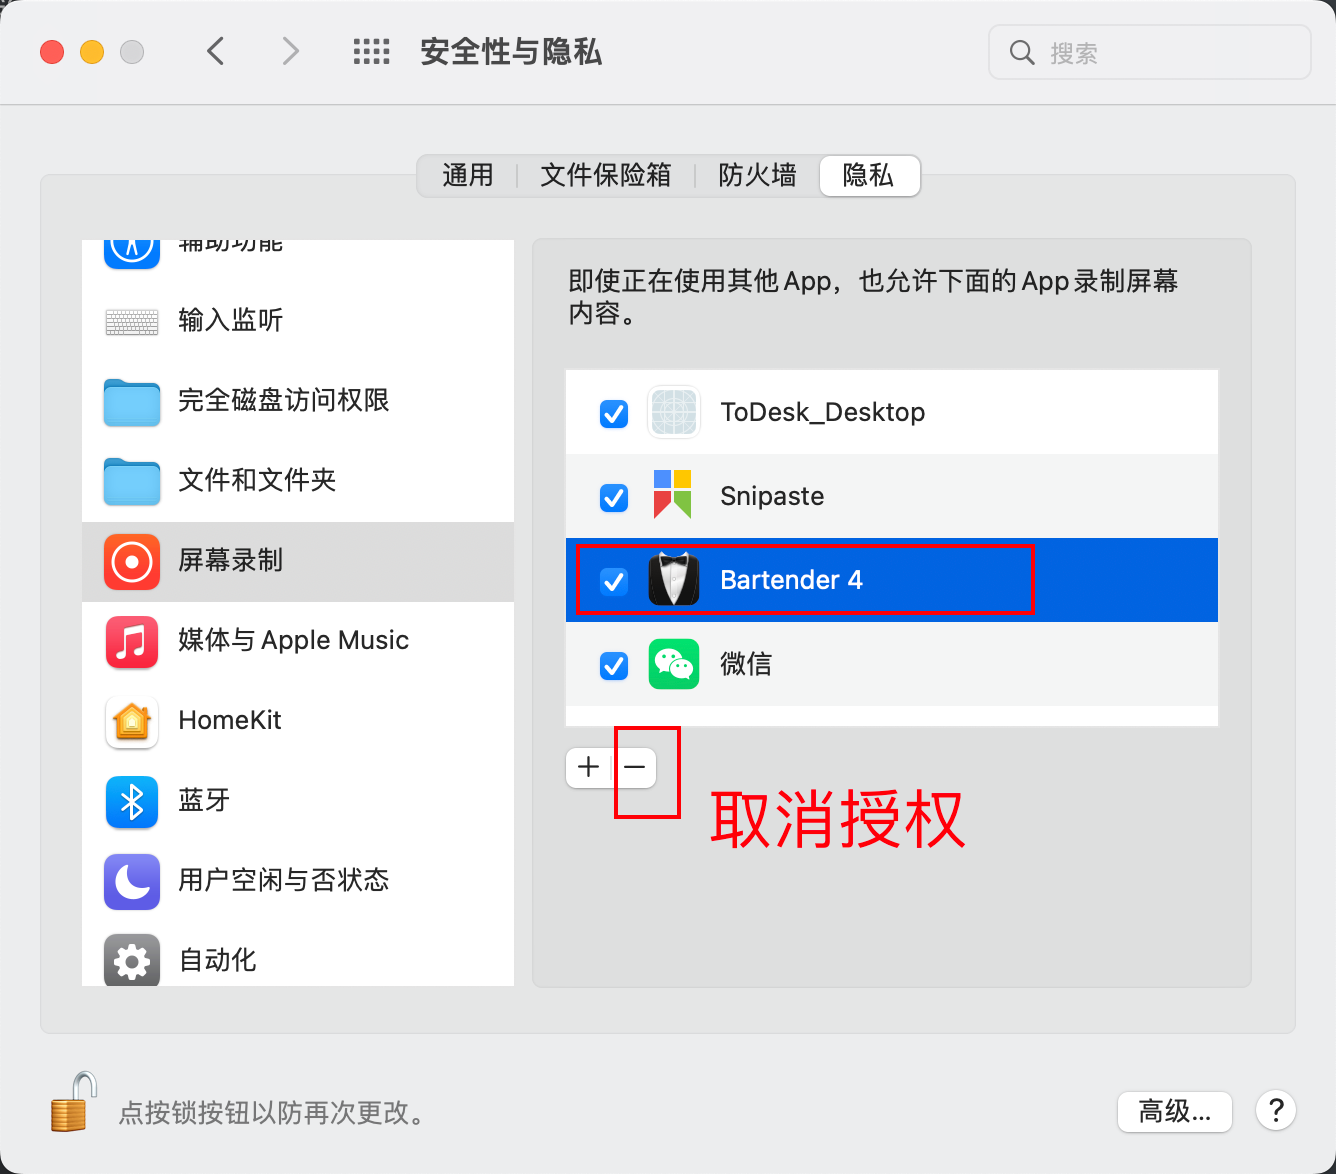 安全性与隐私
搜索
通用
文件保险箱
防火墙
隐私
辅助功能
输入监听
完全磁盘访问权限
文件和文件夹
屏幕录制
媒体与 Apple Music
HomeKit
蓝牙
用户空闲与否状态
自动化
即使正在使用其他 App，也允许下面的 App 录制屏幕
内容。
ToDesk_Desktop
Snipaste
Bartender 4
微信
取消授权
点按锁按钮以防再次更改。
高级...
?